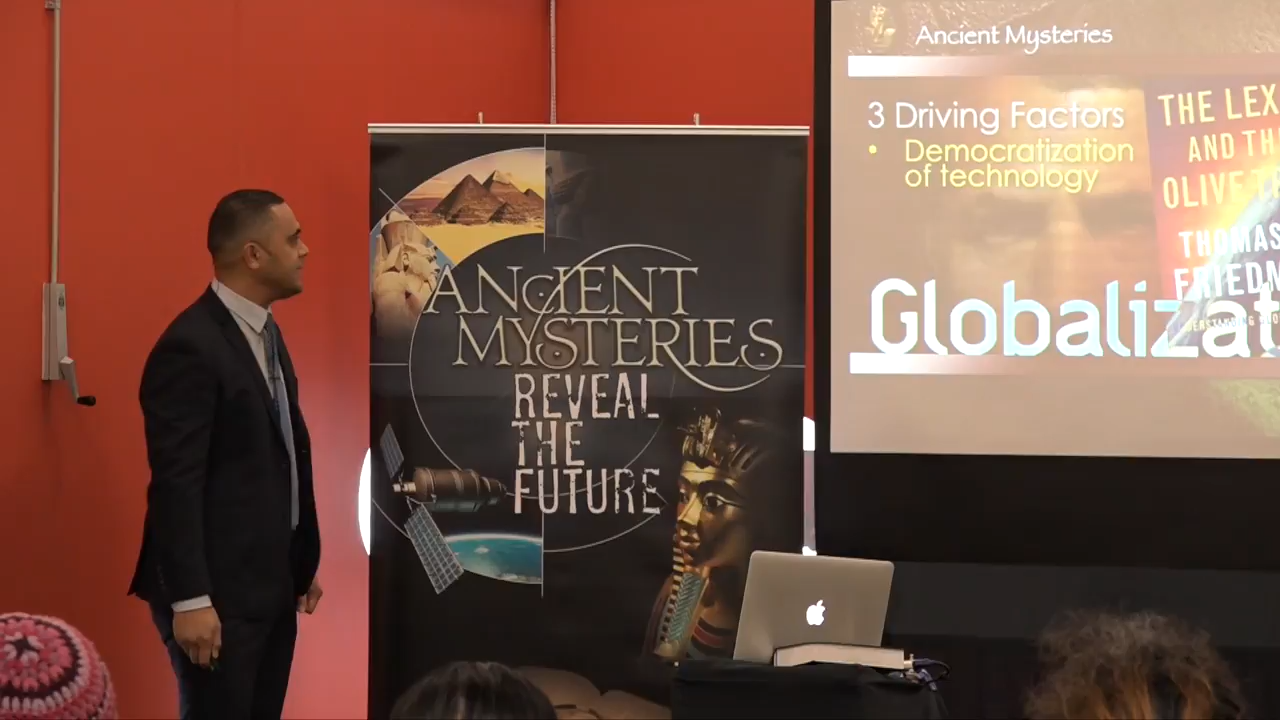 ANCIENT
MYSTERIES
REVEAL
THE
FUTURE
Ancient Mysteries
3 Driving Factors
• Democratization
of technology
THE LEX
AND TH
OLIVE T
THOMAS
FRIEDM
Globalizat